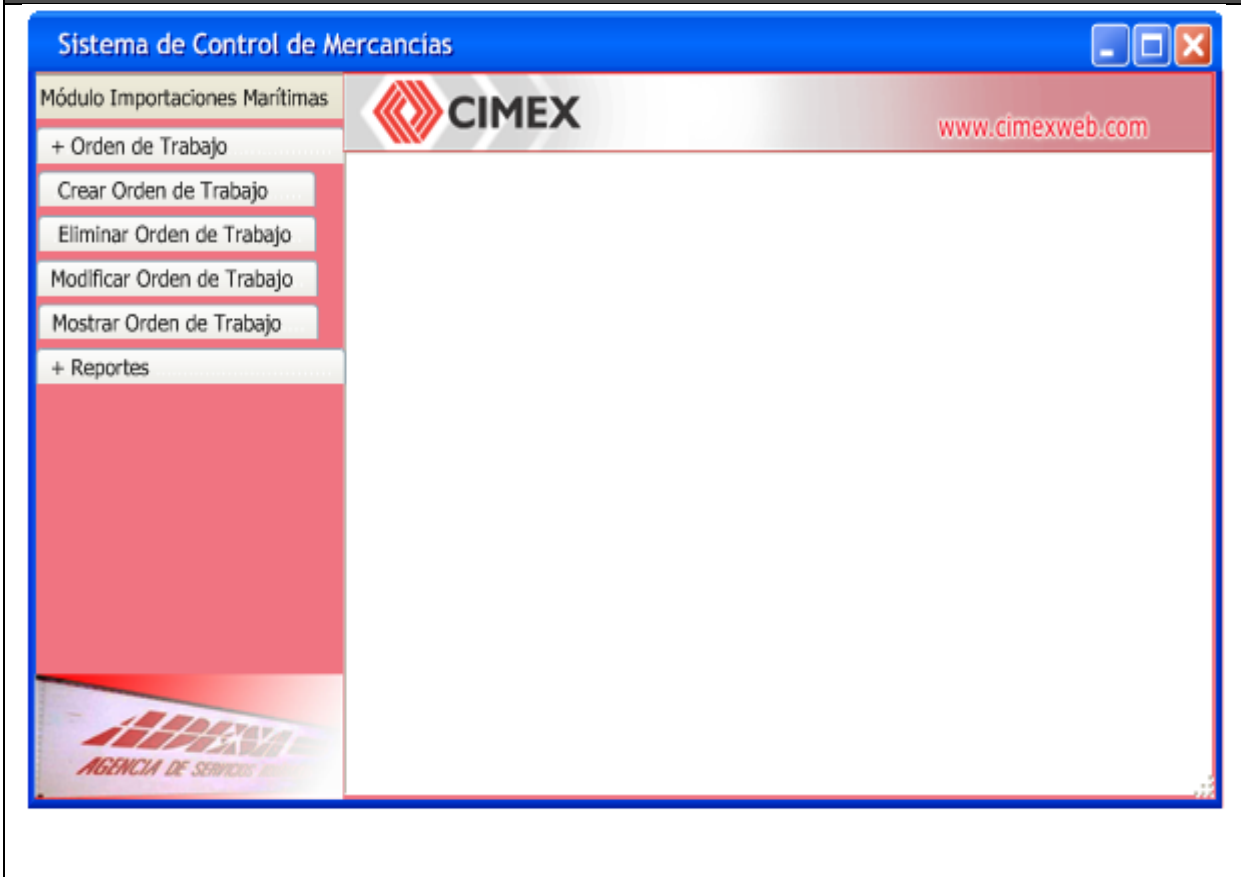 Sistema de Control de Mercancías
Módulo Importaciones Marítimas
CIMEX
www.cimexweb.com
+ Orden de Trabajo
Crear Orden de Trabajo
Eliminar Orden de Trabajo
Modificar Orden de Trabajo
Mostrar Orden de Trabajo
+ Reportes
AGENCIA DE SERVICIOS